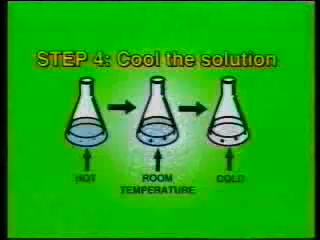 STEP 4: Cool the solution
HOT
ROOM
TEMPERATURE
COLD